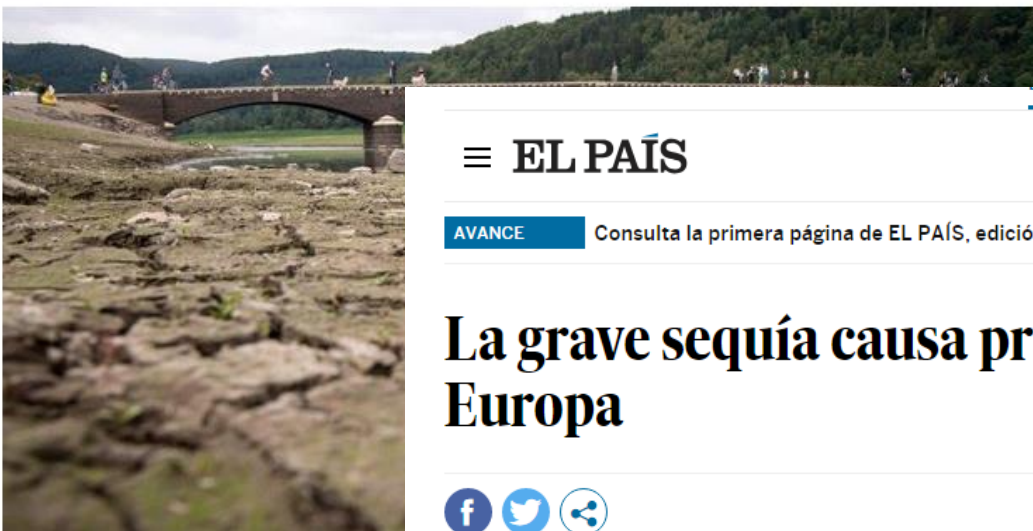 EL PAÍS
AVANCE Consulta la primera página de EL PAÍS, edició
La grave sequía causa pr
Europa